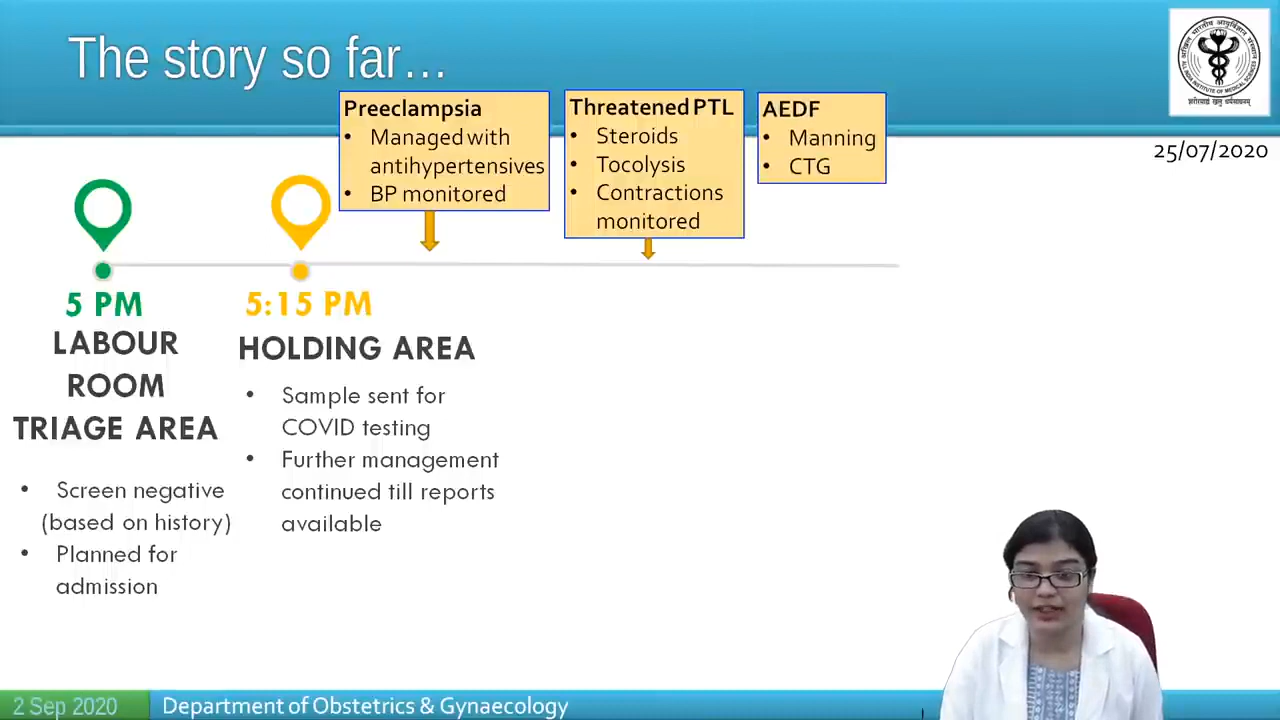 The story so far...
25/07/2020
Preeclampsia
• Managed with
antihypertensives
• BP monitored
Threatened PTL
• Steroids
• Tocolysis
• Contractions
monitored
AEDF
• Manning
• CTG
5 PM
LABOUR
ROOM
TRIAGE AREA
• Screen negative
(based on history)
• Planned for
admission
5:15 PM
HOLDING AREA
• Sample sent for
COVID testing
• Further management
continued till reports
available
2 Sep 2020
Department of Obstetrics & Gynaecology